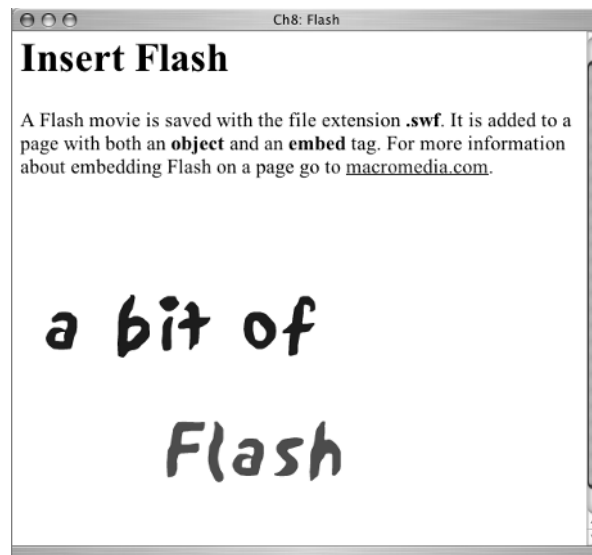 Ch8: Flash
Insert Flash
A Flash movie is saved with the file extension .swf. It is added to a
page with both an object and an embed tag. For more information
about embedding Flash on a page go to macromedia.com.
a bit of
Flash